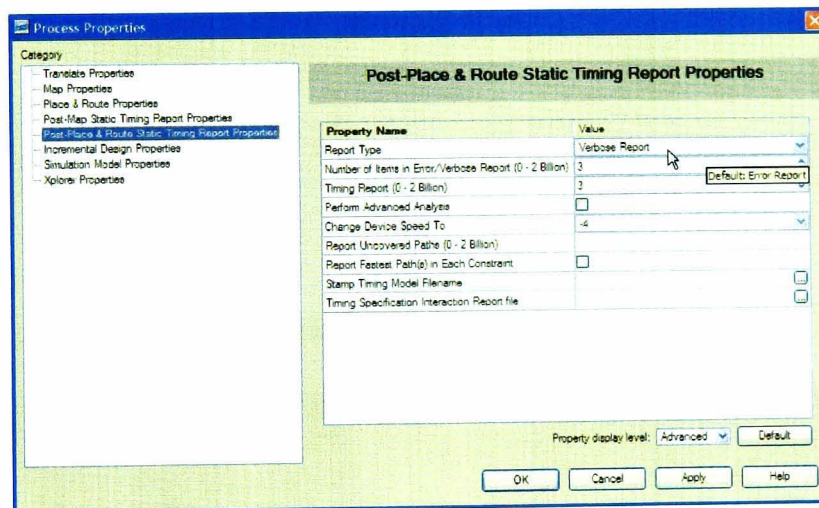 Process Properties
Category
Translate Properties
Map Properties
Place & Route Properties
Post-Map Static Timing Report Properties
Post-Place & Route Static Timing Report Properties
Incremental Design Properties
Simulation Model Properties
Xplorer Properties
Post-Place & Route Static Timing Report Properties
Property Name Value
Report Type Verbose Report
Number of Items in Error/Verbose Report (0 - 2 Billion) 3
Default: Error Report
Timing Report (0 - 2 Billion) 3
Perform Advanced Analysis
Change Device Speed To -4
Report Uncovered Paths (0 - 2 Billion)
Report Fastest Path(s) in Each Constraint
Stamp Timing Model Filename ...
Timing Specification Interaction Report file ...
Property display level: Advanced Default
OK Cancel Apply Help